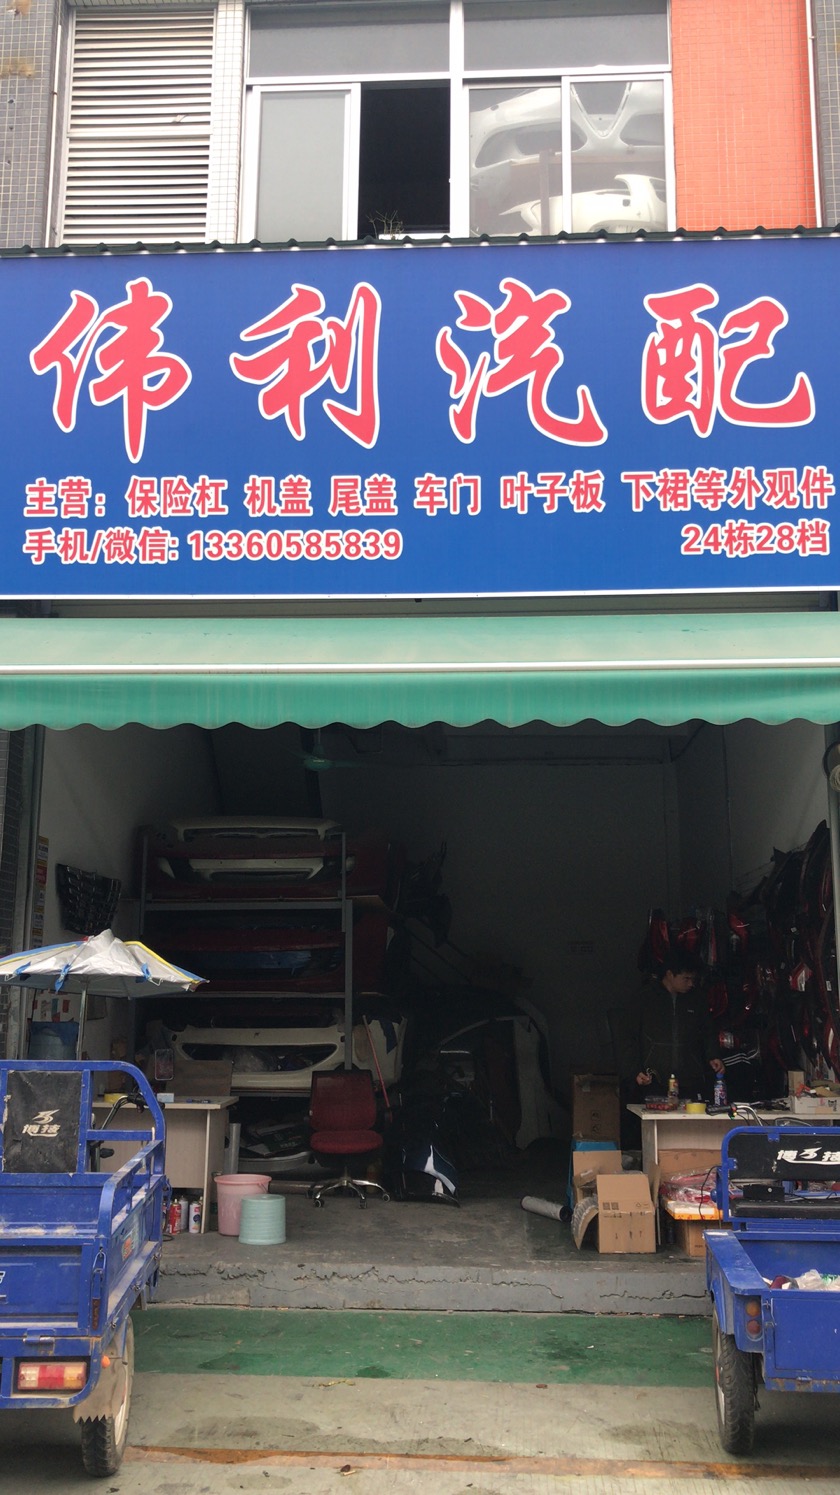 伟利汽配
主营：保险杠 机盖 尾盖 车门 叶子板 下裙等外观件
手机/微信: 13360585839 24栋28档